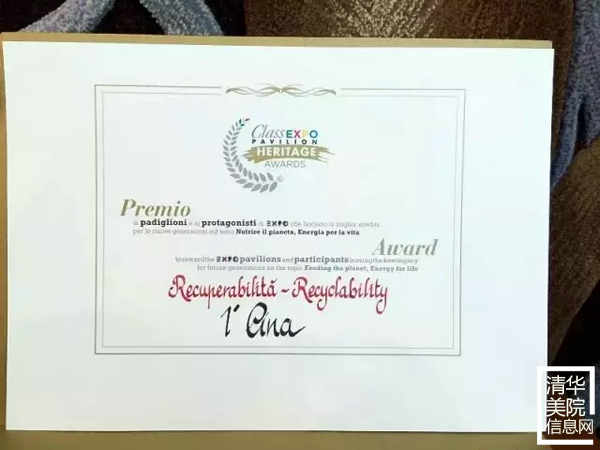 Class EXPO
PAVILION
HERITAGE
AWARDS
Premio
ai padiglioni e ai protagonisti di EXPO che lasciano la miglior eredità
per le nuove generazioni sul tema Nutrire il pianeta, Energia per la vita
Award
to reward the EXPO pavilions and participants leaving the best legacy
for future generations on the topic Feeding the planet, Energy for life
Recuperabilità - Recyclability
1° Cina
清华
美院
信息网